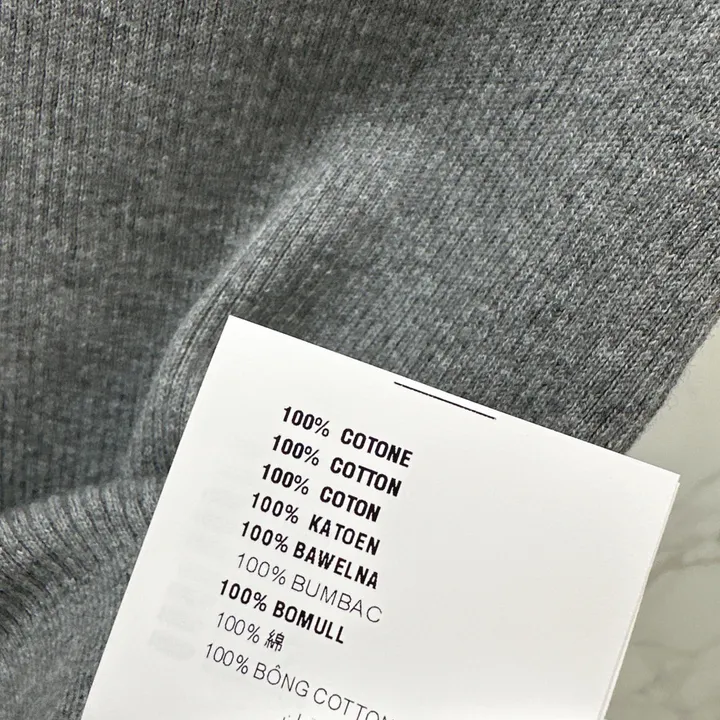 100% COTONE
100% COTTON
100% COTON
100% KATOEN
100% BAWELNA
100% BUMBAC
100% BOMULL
100% 綿
100% BÔNG COTTON